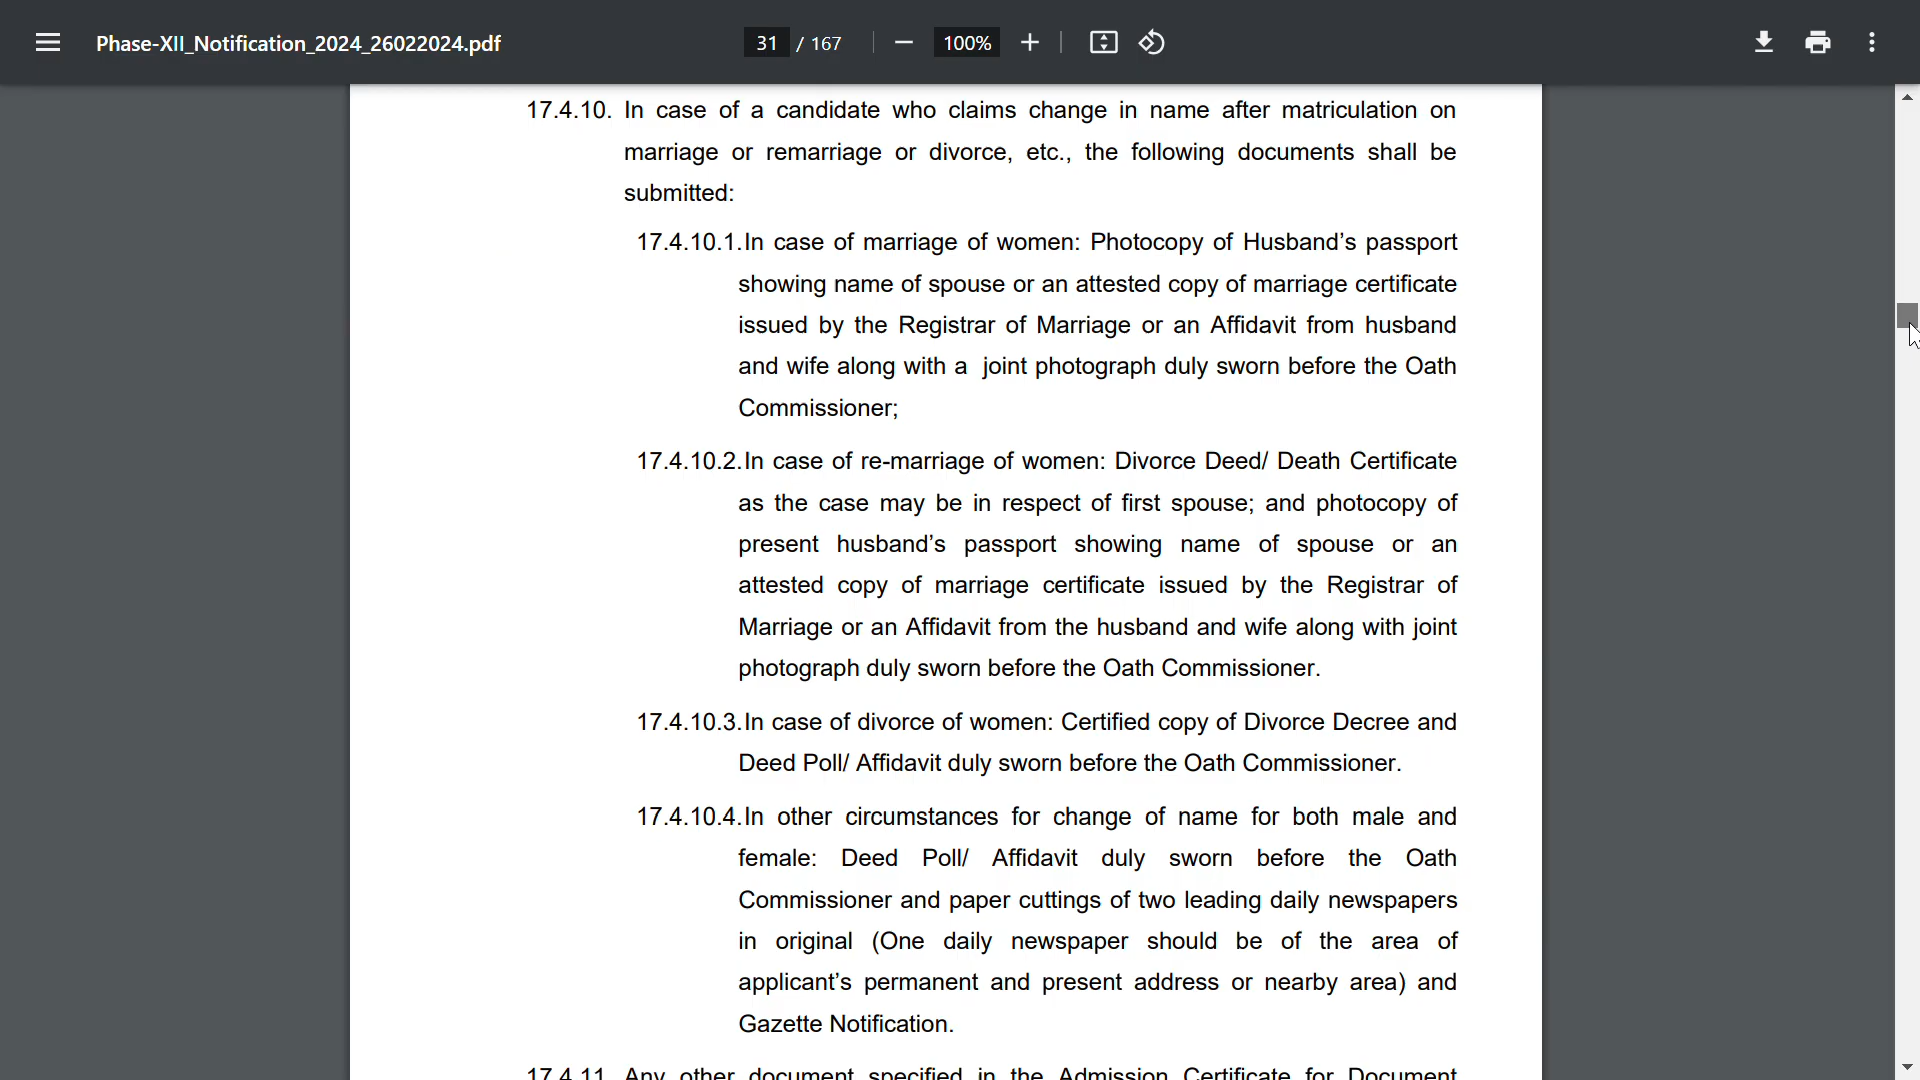 Phase-XII_Notification_2024_26022024.pdf
31 / 167
100%
17.4.10. In case of a candidate who claims change in name after matriculation on
marriage or remarriage or divorce, etc., the following documents shall be
submitted:
17.4.10.1. In case of marriage of women: Photocopy of Husband’s passport
showing name of spouse or an attested copy of marriage certificate
issued by the Registrar of Marriage or an Affidavit from husband
and wife along with a joint photograph duly sworn before the Oath
Commissioner;
17.4.10.2. In case of re-marriage of women: Divorce Deed/ Death Certificate
as the case may be in respect of first spouse; and photocopy of
present husband’s passport showing name of spouse or an
attested copy of marriage certificate issued by the Registrar of
Marriage or an Affidavit from the husband and wife along with joint
photograph duly sworn before the Oath Commissioner.
17.4.10.3. In case of divorce of women: Certified copy of Divorce Decree and
Deed Poll/ Affidavit duly sworn before the Oath Commissioner.
17.4.10.4. In other circumstances for change of name for both male and
female: Deed Poll/ Affidavit duly sworn before the Oath
Commissioner and paper cuttings of two leading daily newspapers
in original (One daily newspaper should be of the area of
applicant’s permanent and present address or nearby area) and
Gazette Notification.
17.4.11. Any other document specified in the Admission Certificate for Document